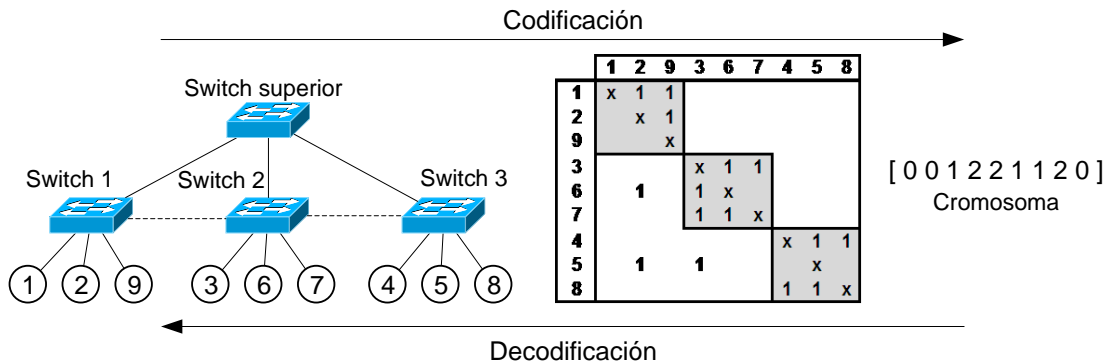 Codificación
Switch superior
Switch 1
Switch 2
Switch 3
1 2 9 3 6 7 4 5 8
1 2 9 3 6 7 4 5 8
1 x 1 1
2 x 1
9 x
3 x 1 1
6 1 1 x
7 1 1 x
4 x 1 1
5 1 1 x
8 1 1 x
[ 0 0 1 2 2 1 1 2 0 ]
Cromosoma
Decodificación